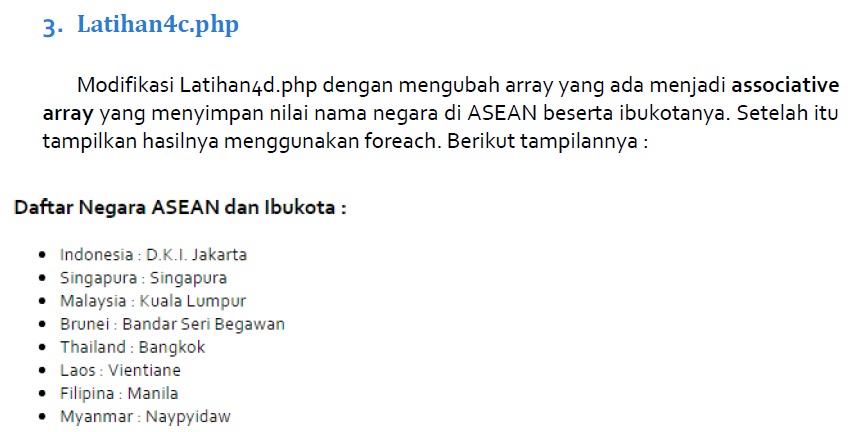 3. Latihan4c.php
Modifikasi Latihan4d.php dengan mengubah array yang ada menjadi associative
array yang menyimpan nilai nama negara di ASEAN beserta ibukotanya. Setelah itu
tampilkan hasilnya menggunakan foreach. Berikut tampilannya :
Daftar Negara ASEAN dan Ibukota :
• Indonesia : D.K.I. Jakarta
• Singapura : Singapura
• Malaysia : Kuala Lumpur
• Brunei : Bandar Seri Begawan
• Thailand : Bangkok
• Laos : Vientiane
• Filipina : Manila
• Myanmar : Naypyidaw